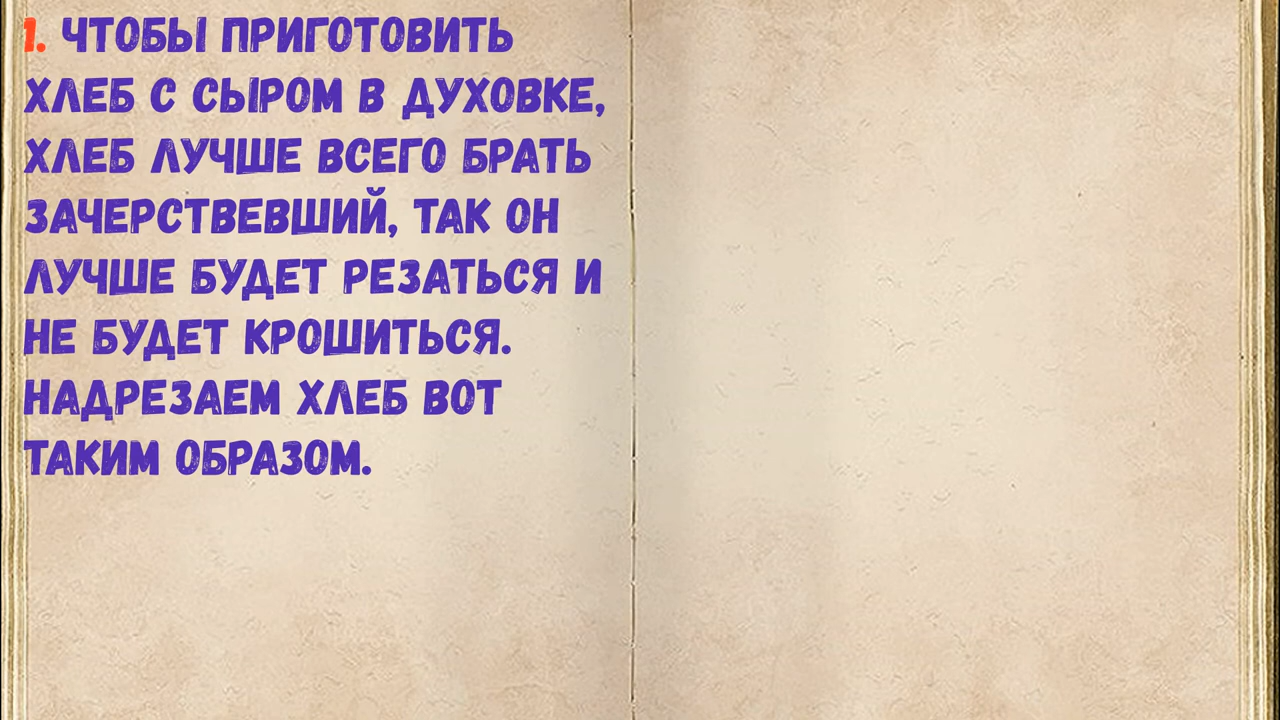 1. ЧТОБЫ ПРИГОТОВИТЬ
ХЛЕБ С СЫРОМ В ДУХОВКЕ,
ХЛЕБ ЛУЧШЕ ВСЕГО БРАТЬ
ЗАЧЕРСТВЕВШИЙ, ТАК ОН
ЛУЧШЕ БУДЕТ РЕЗАТЬСЯ И
НЕ БУДЕТ КРОШИТЬСЯ.
НАДРЕЗАЕМ ХЛЕБ ВОТ
ТАКИМ ОБРАЗОМ.